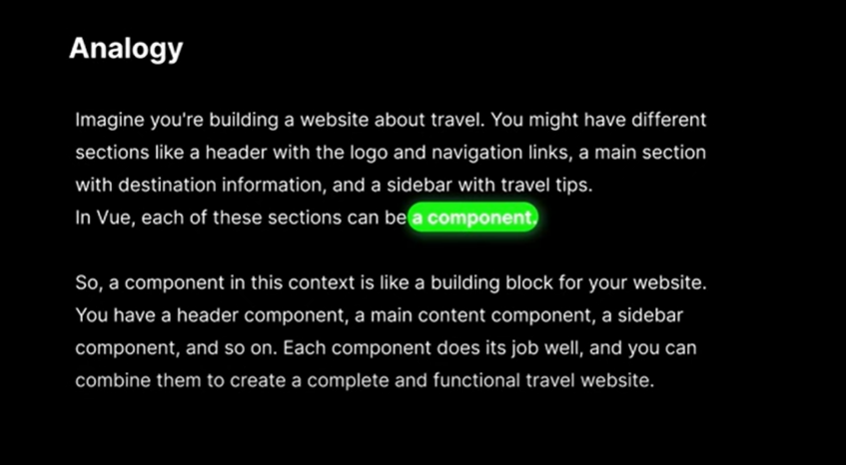 Analogy
Imagine you're building a website about travel. You might have different
sections like a header with the logo and navigation links, a main section
with destination information, and a sidebar with travel tips.
In Vue, each of these sections can be a component.
So, a component in this context is like a building block for your website.
You have a header component, a main content component, a sidebar
component, and so on. Each component does its job well, and you can
combine them to create a complete and functional travel website.